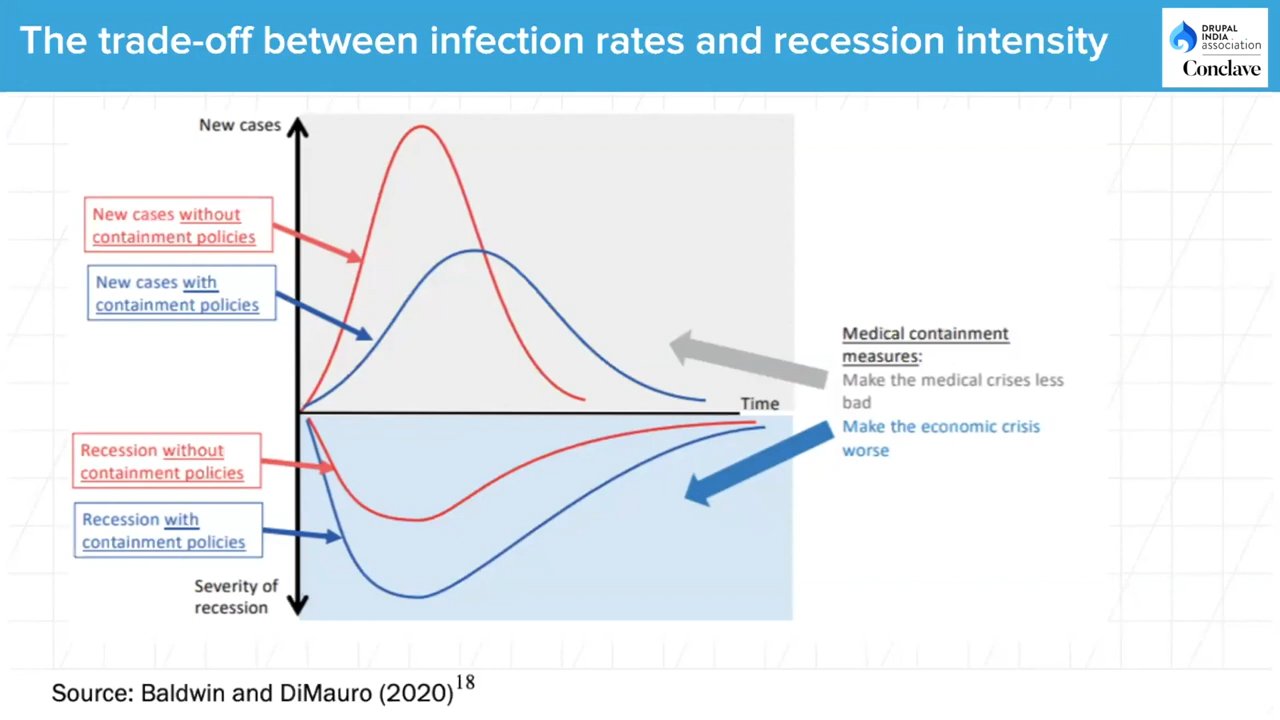 The trade-off between infection rates and recession intensity
DRUPAL
INDIA
association
Conclave
New cases
New cases without
containment policies
New cases with
containment policies
Medical containment
measures:
Make the medical crises less
bad
Make the economic crisis
worse
Time
Recession without
containment policies
Recession with
containment policies
Severity of
recession
Source: Baldwin and DiMauro (2020)18